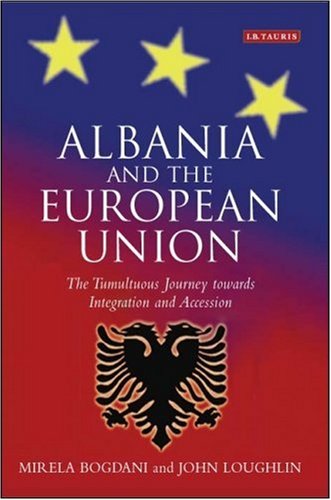 I.B.TAURIS
ALBANIA
AND THE
EUROPEAN
UNION
The Tumultuous Journey towards
Integration and Accession
MIRELA BOGDANI and JOHN LOUGHLIN